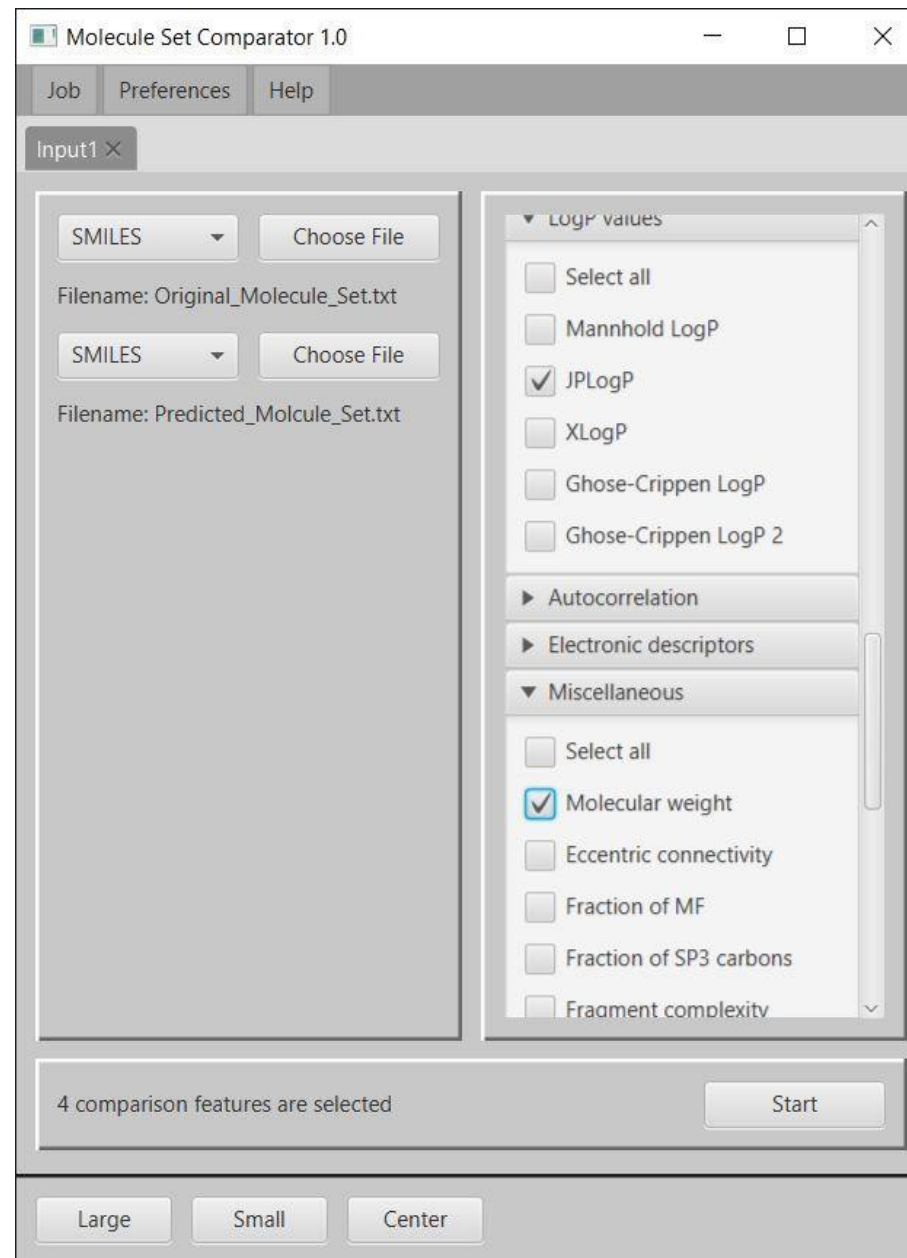 Molecule Set Comparator 1.0
Job Preferences Help
Input1
SMILES Choose File
Filename: Original_Molecule_Set.txt
SMILES Choose File
Filename: Predicted_Molcule_Set.txt
LogP Values
Select all
Mannhold LogP
JPLogP
XLogP
Ghose-Crippen LogP
Ghose-Crippen LogP 2
Autocorrelation
Electronic descriptors
Miscellaneous
Select all
Molecular weight
Eccentric connectivity
Fraction of MF
Fraction of SP3 carbons
Fragment complexity
4 comparison features are selected Start
Large Small Center